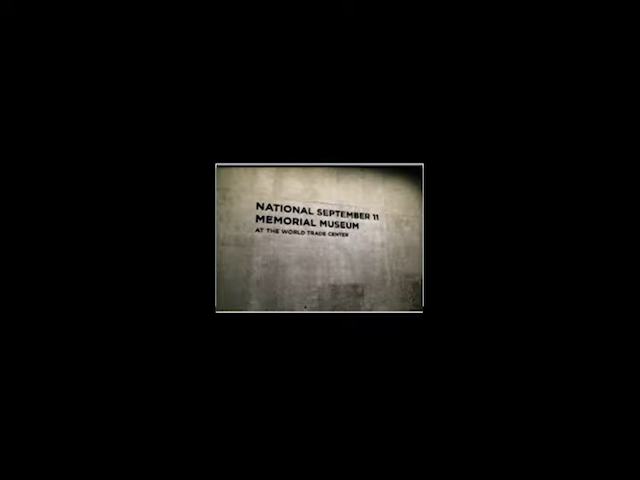 NATIONAL SEPTEMBER 11
MEMORIAL MUSEUM
AT THE WORLD TRADE CENTER